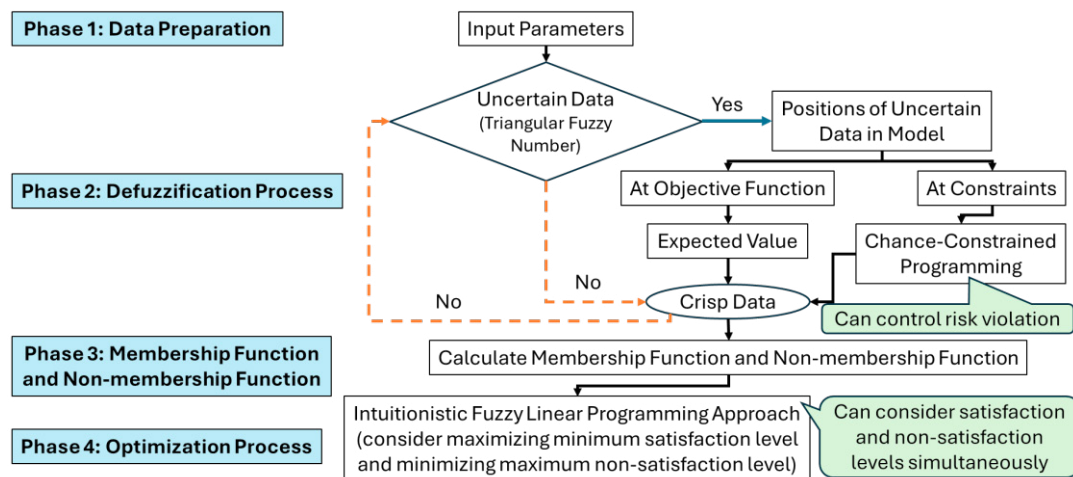 Phase 1: Data Preparation
Input Parameters
Uncertain Data
(Triangular Fuzzy
Number)
Yes
Positions of Uncertain
Data in Model
Phase 2: Defuzzification Process
At Objective Function
At Constraints
Expected Value
Chance-Constrained
Programming
No
No
Crisp Data
Can control risk violation
Phase 3: Membership Function
and Non-membership Function
Calculate Membership Function and Non-membership Function
Phase 4: Optimization Process
Intuitionistic Fuzzy Linear Programming Approach
(consider maximizing minimum satisfaction level
and minimizing maximum non-satisfaction level)
Can consider satisfaction
and non-satisfaction
levels simultaneously